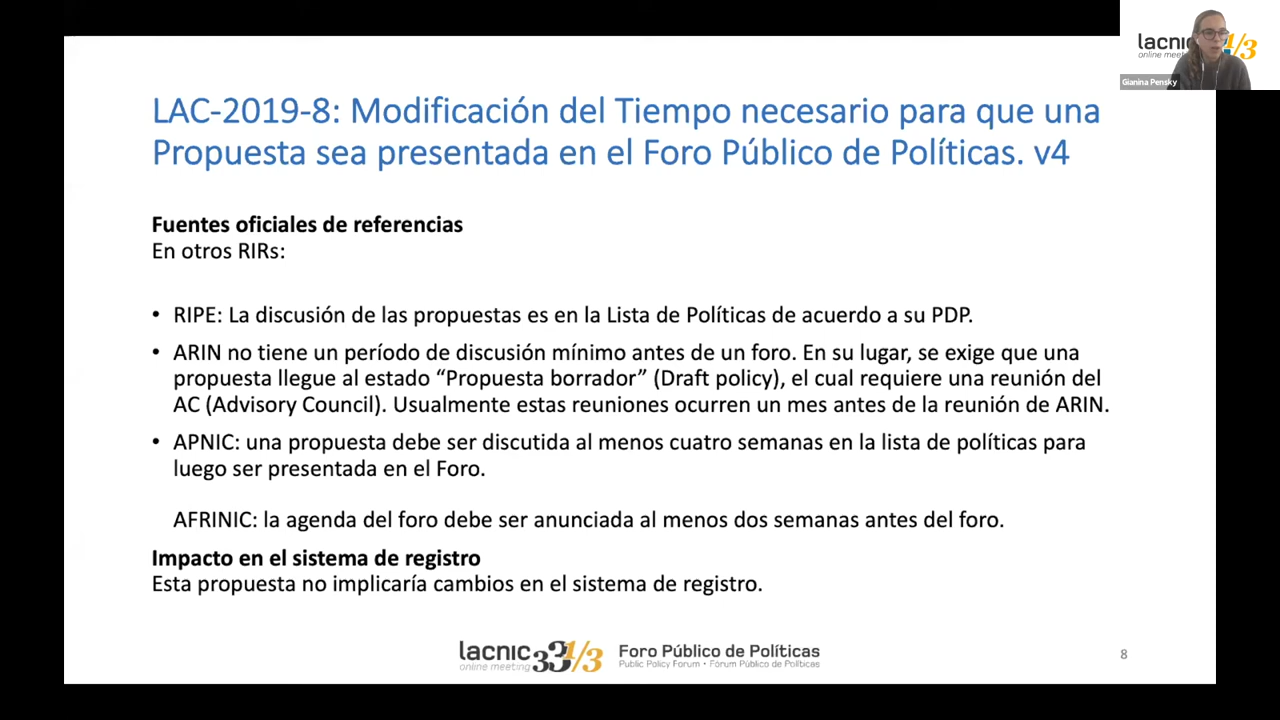 LAC-2019-8: Modificación del Tiempo necesario para que una
Propuesta sea presentada en el Foro Público de Políticas. v4
Fuentes oficiales de referencias
En otros RIRs:
• RIPE: La discusión de las propuestas es en la Lista de Políticas de acuerdo a su PDP.
• ARIN no tiene un período de discusión mínimo antes de un foro. En su lugar, se exige que una
propuesta llegue al estado “Propuesta borrador” (Draft policy), el cual requiere una reunión del
AC (Advisory Council). Usualmente estas reuniones ocurren un mes antes de la reunión de ARIN.
• APNIC: una propuesta debe ser discutida al menos cuatro semanas en la lista de políticas para
luego ser presentada en el Foro.
AFRINIC: la agenda del foro debe ser anunciada al menos dos semanas antes del foro.
Impacto en el sistema de registro
Esta propuesta no implicaría cambios en el sistema de registro.
lacnic 33 1/3
online meeting
Foro Público de Políticas
Public Policy Forum • Fórum Público de Políticas
8
lacni 1/3
online meeti
Gianina Pensky